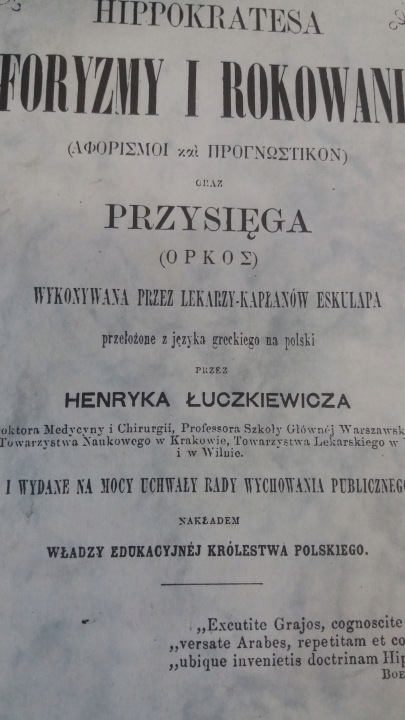 HIPPOKRATESA
FORYZMY I ROKOWANI
(ΑΦΟΡΙΣΜΟΙ καὶ ΠΡΟΓΝΩΣΤΙΚΟΝ)
ORAZ
PRZYSIĘGA
(ΟΡΚΟΣ)
WYKONYWANA PRZEZ LEKARZY-KAPŁANÓW ESKULAPA
przełożone z języka greckiego na polski
PRZEZ
HENRYKA ŁUCZKIEWICZA
oktora Medycyny i Chirurgii, Professora Szkoły Głównéj Warszawsk
Towarzystwa Naukowego w Krakowie, Towarzystwa Lekarskiego w
i w Wilnie.
I WYDANE NA MOCY UCHWAŁY RADY WYCHOWANIA PUBLICZNEGO
NAKŁADEM
WŁADZY EDUKACYJNÉJ KRÓLESTWA POLSKIEGO.
„Excutite Grajos, cognoscite
„versate Arabes, repetitam et co
„ubique invenietis doctrinam Hip
BOE